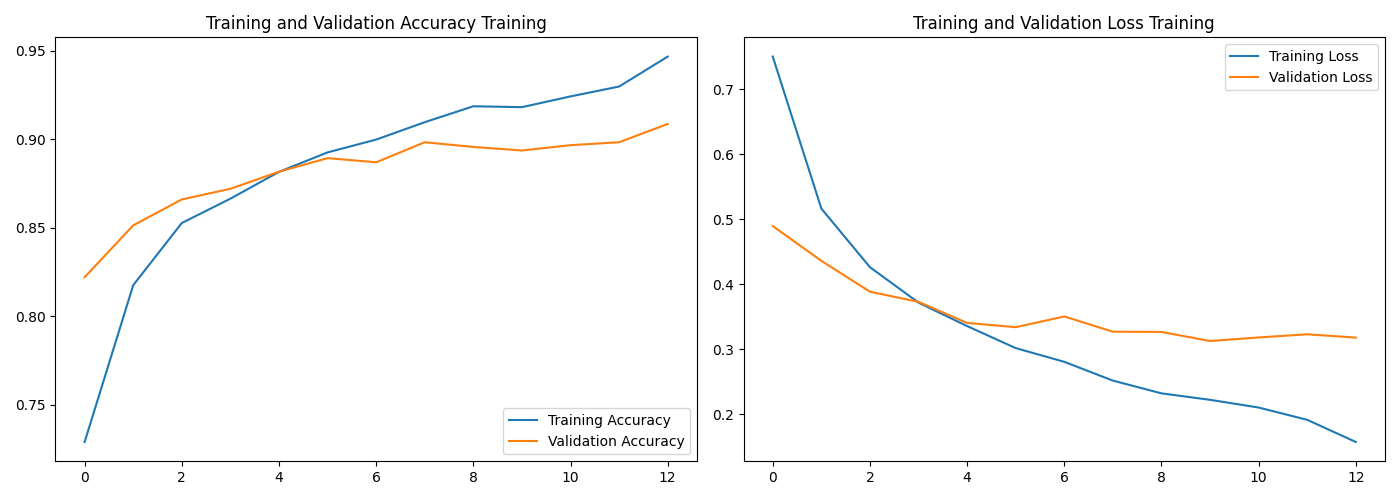 Training and Validation Accuracy Training
0.95
0.90
0.85
0.80
0.75
0 2 4 6 8 10 12
Training Accuracy
Validation Accuracy
Training and Validation Loss Training
0.7
0.6
0.5
0.4
0.3
0.2
0 2 4 6 8 10 12
Training Loss
Validation Loss